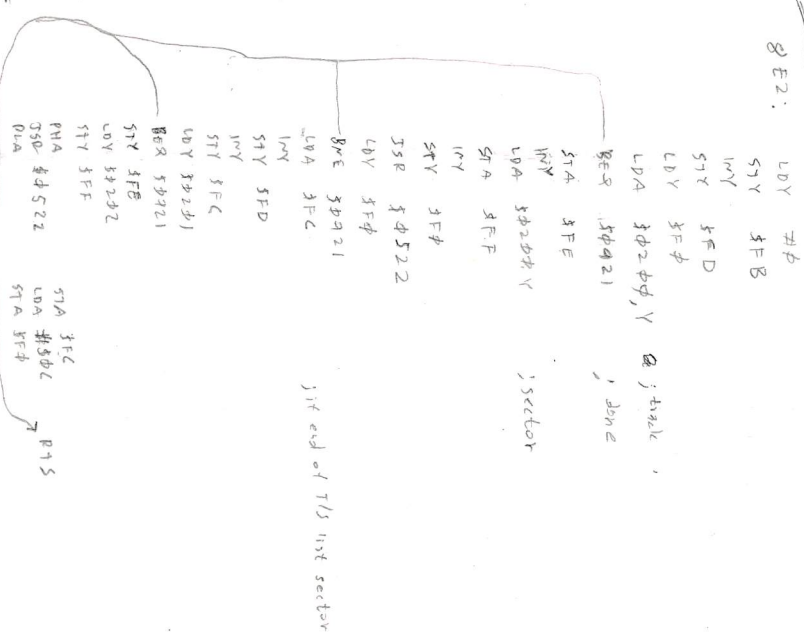 8E2: LDY #0
STY $FB
INY
STY $FD
LDY $F0
LDA $0200,Y ; track
BEQ $0921 ; done
STA $FE
INY
LDA $0200,Y ; sector
STA $FF
INY
STY $F0
JSR $0522
LDY $F0
BNE $0921 ; if end of T/S list sector
LDA $FC
INY
STY $FD
INY
STY $FC
LDY $0201
BEQ $0921
STY $FE
LDY $0202
STY $FF
PHA
JSR $0522
PLA
STA $FC
LDA #$0C
STA $F0
RTS